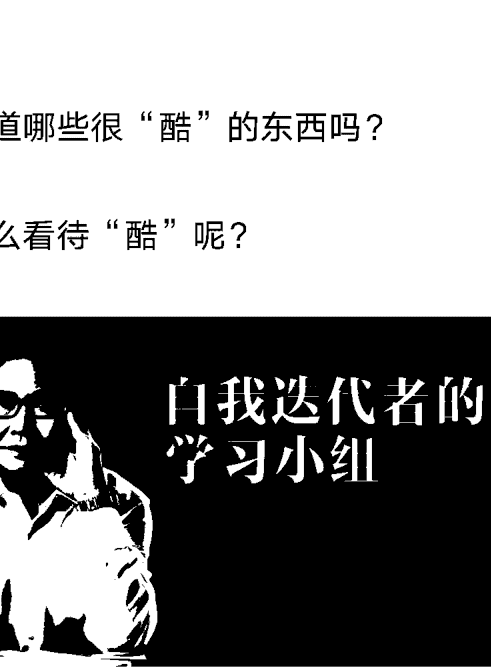 道哪些很“酷”的东西吗？
么看待“酷”呢？
自我迭代者的
学习小组